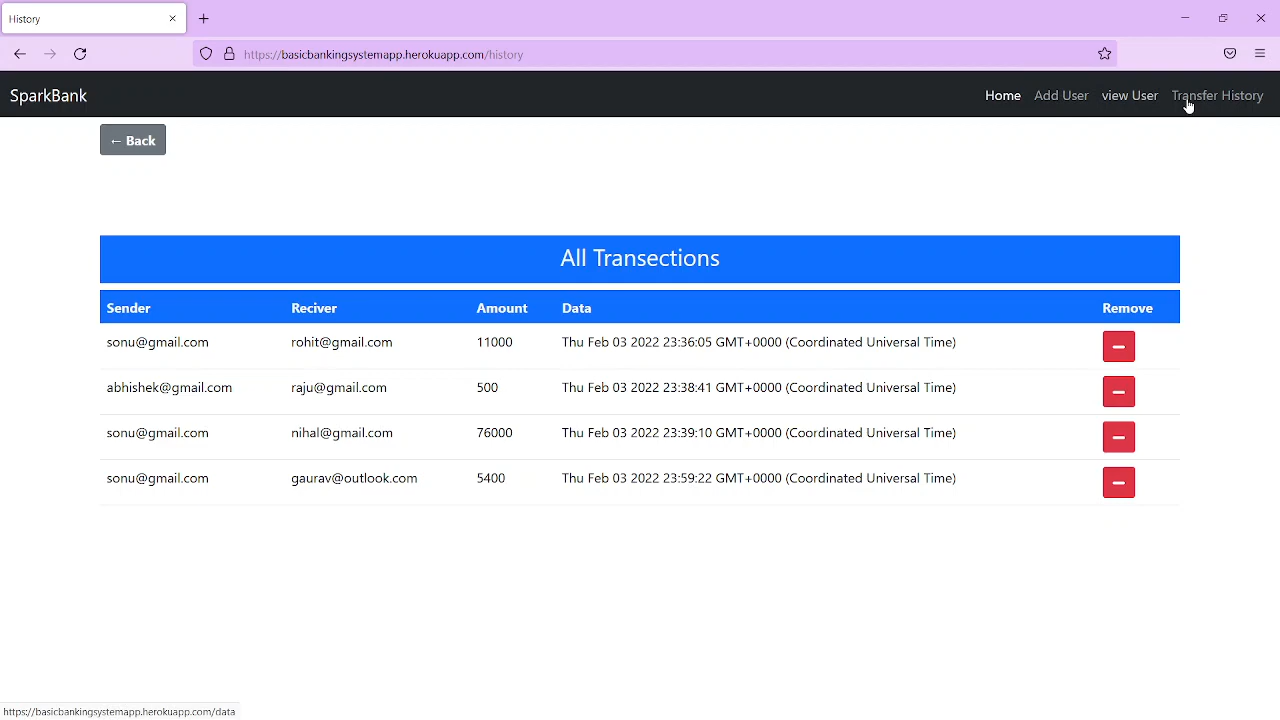 History
https://basicbankingsystemapp.herokuapp.com/history
SparkBank
Home Add User view User Transfer History
← Back
All Transections
Sender Reciver Amount Data Remove
sonu@gmail.com rohit@gmail.com 11000 Thu Feb 03 2022 23:36:05 GMT+0000 (Coordinated Universal Time)
abhishek@gmail.com raju@gmail.com 500 Thu Feb 03 2022 23:38:41 GMT+0000 (Coordinated Universal Time)
sonu@gmail.com nihal@gmail.com 76000 Thu Feb 03 2022 23:39:10 GMT+0000 (Coordinated Universal Time)
sonu@gmail.com gaurav@outlook.com 5400 Thu Feb 03 2022 23:59:22 GMT+0000 (Coordinated Universal Time)
https://basicbankingsystemapp.herokuapp.com/data